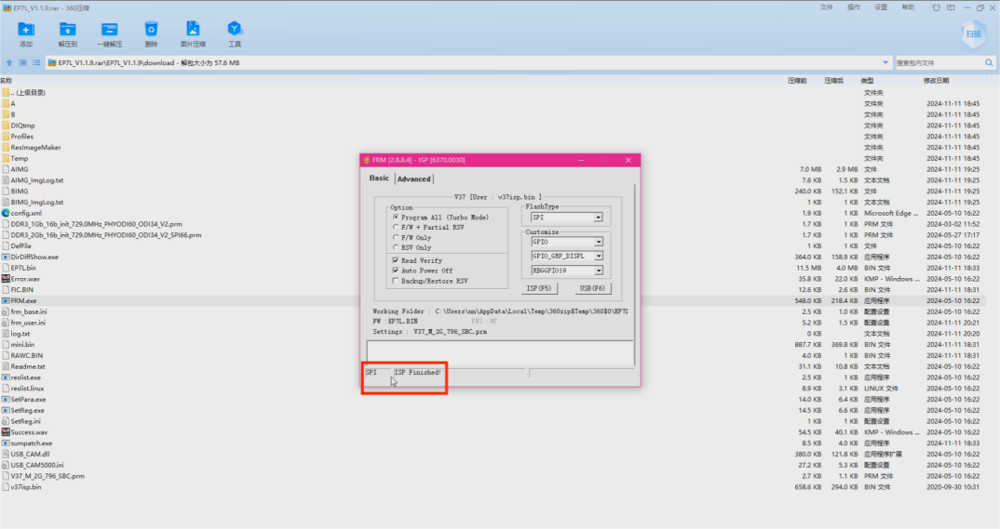 EP7L_V1.1.9.rar - 360压缩
文件 操作 设置 帮助
添加 解压到 一键解压 删除 图片压缩 工具 扫描
EP7L_V1.1.9.rar\EP7L_V1.1.9\download - 解包大小为 57.6 MB 搜索包内文件
名称 压缩前 压缩后 类型 修改日期
.. (上级目录) 文件夹
A 文件夹 2024-11-11 18:45
B 文件夹 2024-11-11 18:45
DIQtmp 文件夹 2024-11-11 18:45
Profiles 文件夹 2024-11-11 18:45
ResImageMaker 文件夹 2024-11-11 18:45
Temp 文件夹 2024-11-11 18:45
AIMG 7.0 MB 2.9 MB 文件 2024-11-11 19:25
AIMG_ImgLog.txt 7.6 KB 1.5 KB 文本文档 2024-11-11 19:25
BIMG 240.0 KB 152.1 KB 文件 2024-11-11 19:25
BIMG_ImgLog.txt 1 KB 1 KB 文本文档 2024-11-11 19:25
config.xml 1.9 KB 1 KB Microsoft Edge ... 2024-05-10 16:22
DDR3_1Gb_16b_init_729.0MHz_PHYODI60_ODI34_V2.prm 1.7 KB 1 KB PRM 文件 2024-03-02 11:52
DDR3_2Gb_16b_init_729.0MHz_PHYODI60_ODI34_V2_SPI66.prm 1.7 KB 1 KB PRM 文件 2024-05-27 17:17
DefFile 1 KB 1 KB 文件 2024-05-10 16:22
DirDiffShow.exe 364.0 KB 158.9 KB 应用程序 2024-05-10 16:22
EP7L.bin 11.5 MB 8.0 MB BIN 文件 2024-11-11 18:33
Error.wav 35.8 KB 22.0 KB KMP - Windows ... 2024-05-10 16:22
FIC.BIN 12.6 KB 2.6 KB BIN 文件 2024-11-11 18:31
FRM.exe 548.0 KB 218.4 KB 应用程序 2024-05-10 16:22
frm_base.ini 2.5 KB 1.0 KB 配置设置 2024-05-10 16:22
frm_user.ini 5.2 KB 1.5 KB 配置设置 2024-11-11 20:21
log.txt 0 KB 文本文档 2024-11-11 20:20
mini.bin 887.7 KB 369.8 KB BIN 文件 2024-11-11 18:31
RAWC.BIN 4.0 KB 1 KB BIN 文件 2024-11-11 18:31
Readme.txt 31.1 KB 10.8 KB 文本文档 2024-05-10 16:22
reslist.exe 2.5 KB 1 KB 应用程序 2024-05-10 16:22
reslist.linux 8.9 KB 3.1 KB LINUX 文件 2024-05-10 16:22
SetPara.exe 14.0 KB 6.4 KB 应用程序 2024-05-10 16:22
SetReg.exe 14.5 KB 6.6 KB 应用程序 2024-05-10 16:22
SetReg.ini 1 KB 1 KB 配置设置 2024-05-10 16:22
Success.wav 54.5 KB 40.1 KB KMP - Windows ... 2024-05-10 16:22
sumpatch.exe 8.5 KB 4.0 KB 应用程序 2024-11-11 18:33
USB_CAM.dll 380.0 KB 121.8 KB 应用程序扩展 2024-05-10 16:22
USB_CAM5000.ini 27.2 KB 5.3 KB 配置设置 2024-05-10 16:22
V37_M_2G_796_SBC.prm 2.7 KB 1.1 KB PRM 文件 2024-05-10 16:22
v37isp.bin 658.6 KB 294.0 KB BIN 文件 2020-09-30 10:31
FRM [2.8.8.4] - ISP [6370.0030]
Basic Advanced
V37 [User : v37isp.bin ]
Option
Program All (Turbo Mode)
F/W + Partial RSV
F/W Only
RSV Only
Read Verify
Auto Power Off
Backup/Restore RSV
FlashType
SPI
Customize
GPIO
GPIO_GRP_DISPL
RBGGPIO19
ISP(F5) USB(F6)
Working Folder : C:\Users\nn\AppData\Local\Temp\360zip$Temp\360$0\EP7L
FW :EP7L.BIN FW2 :
Settings : V37_M_2G_796_SBC.prm
SPI ISP Finished!